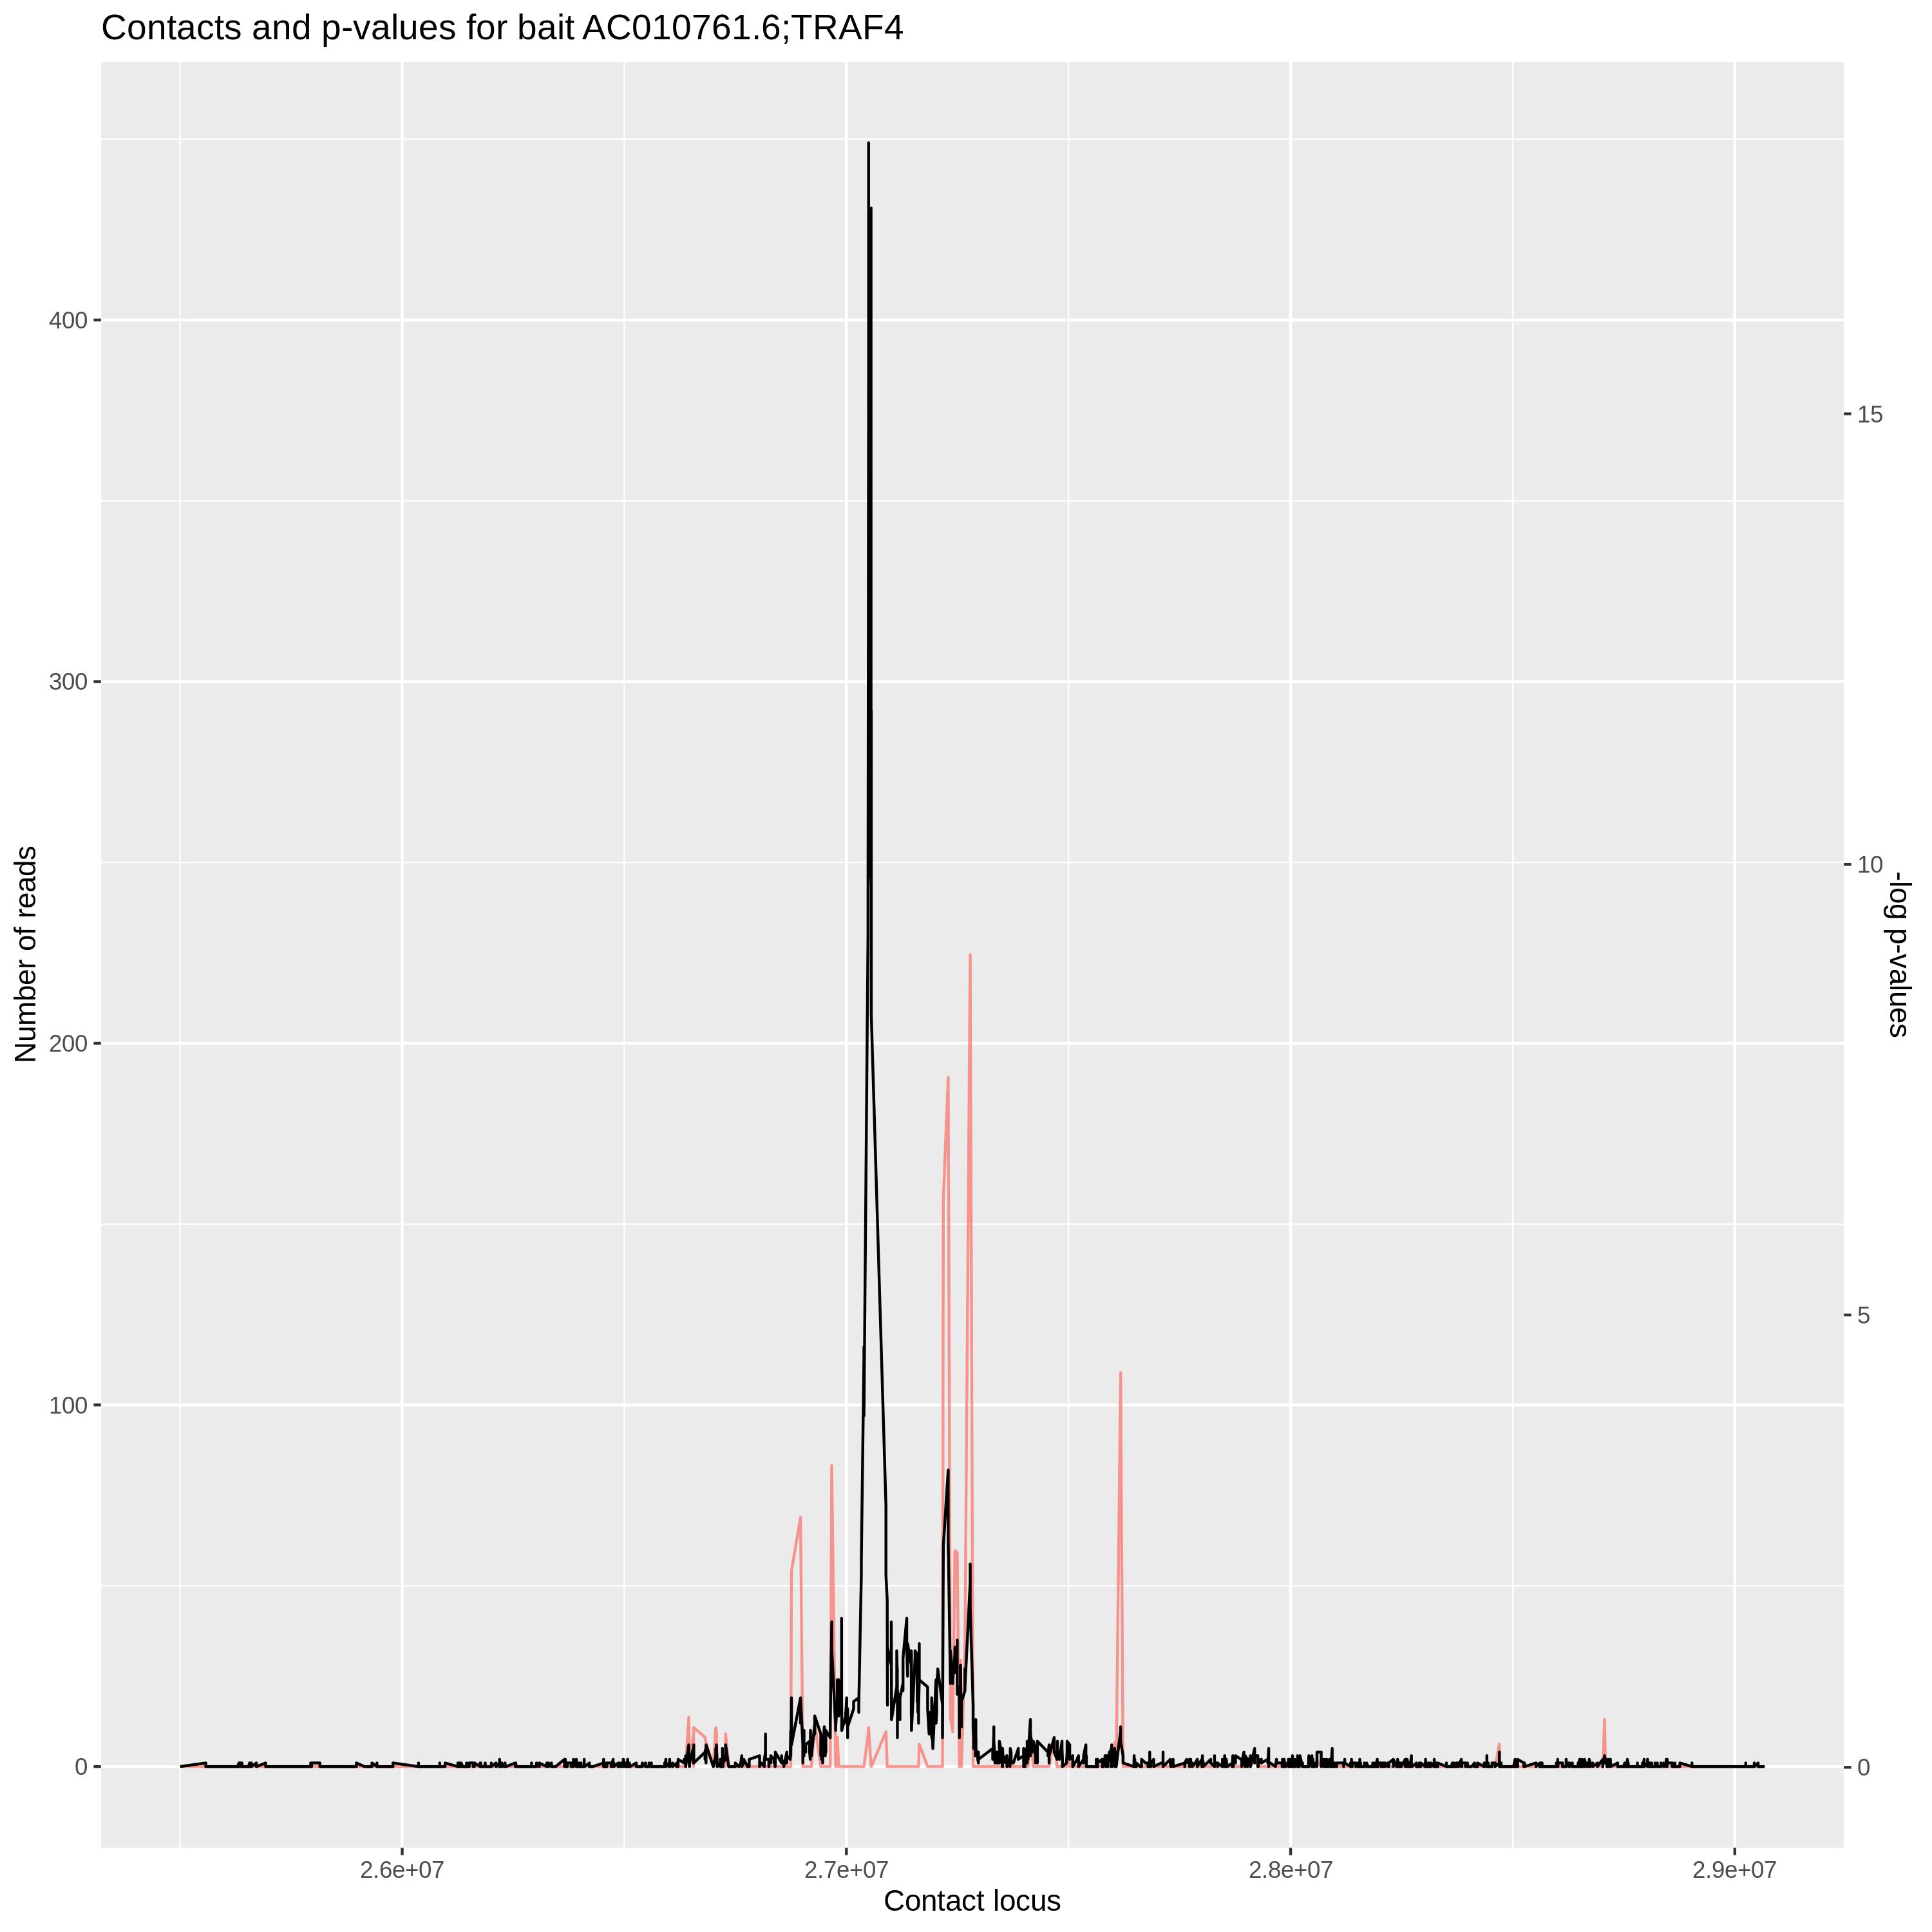 Contacts and p-values for bait AC010761.6;TRAF4
Number of reads
400
300
200
100
0
15
10
5
0
-log p-values
2.6e+07
2.7e+07
2.8e+07
2.9e+07
Contact locus